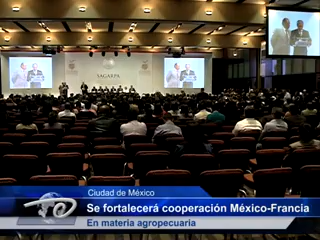 SAGARPA
Ciudad de México
Se fortalecerá cooperación México-Francia
En materia agropecuaria